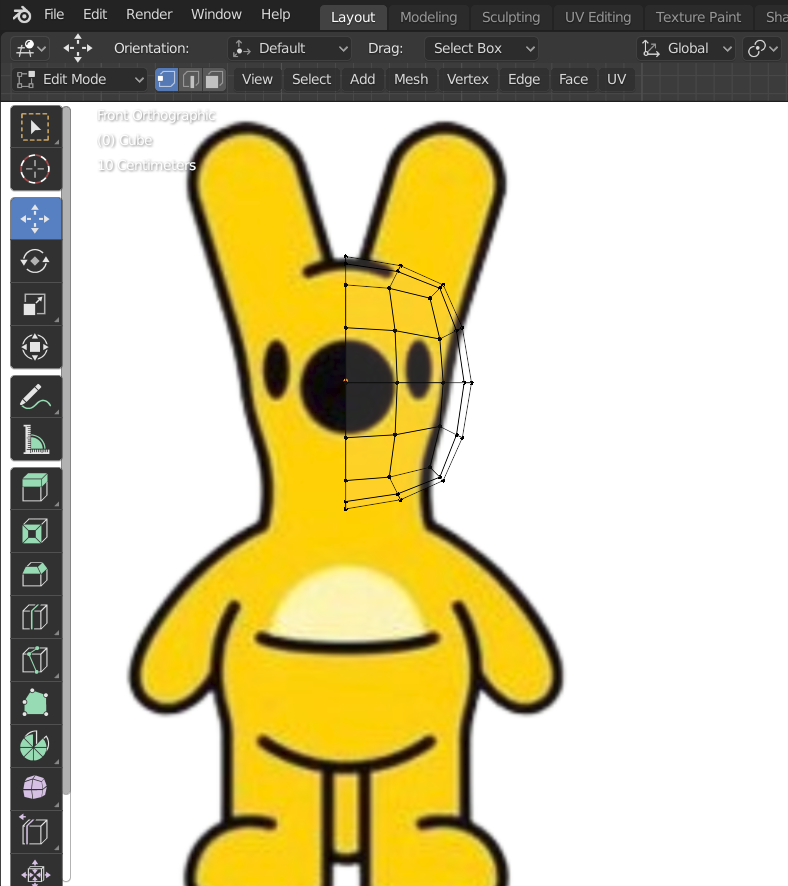 File Edit Render Window Help Layout Modeling Sculpting UV Editing Texture Paint Sha
Orientation: Default Drag: Select Box Global
Edit Mode View Select Add Mesh Vertex Edge Face UV
Front Orthographic
(0) Cube
10 Centimeters